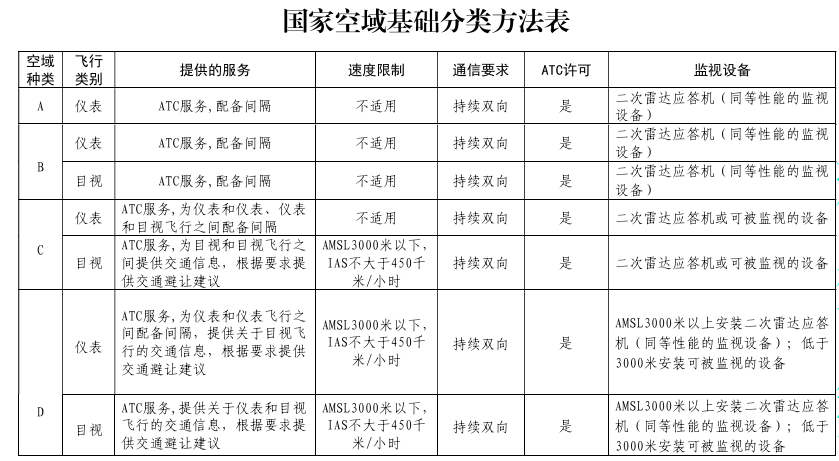 国家空域基础分类方法表
空域种类 飞行类别 提供的服务 速度限制 通信要求 ATC许可 监视设备
A 仪表 ATC服务,配备间隔 不适用 持续双向 是 二次雷达应答机（同等性能的监视设备）
B 仪表 ATC服务,配备间隔 不适用 持续双向 是 二次雷达应答机（同等性能的监视设备）
目视 ATC服务,配备间隔 不适用 持续双向 是 二次雷达应答机（同等性能的监视设备）
C 仪表 ATC服务,为仪表和仪表、仪表和目视飞行之间配备间隔 不适用 持续双向 是 二次雷达应答机或可被监视的设备
目视 ATC服务,为目视和目视飞行之间提供交通信息，根据要求提供交通避让建议 AMSL3000米以下，IAS不大于450千米/小时 持续双向 是 二次雷达应答机或可被监视的设备
D 仪表 ATC服务,为仪表和仪表飞行之间配备间隔，提供关于目视飞行的交通信息，根据要求提供交通避让建议 AMSL3000米以下，IAS不大于450千米/小时 持续双向 是 AMSL3000米以上安装二次雷达应答机（同等性能的监视设备）；低于3000米安装可被监视的设备
目视 ATC服务,提供关于仪表和目视飞行的交通信息，根据要求提供交通避让建议 AMSL3000米以下，IAS不大于450千米/小时 持续双向 是 AMSL3000米以上安装二次雷达应答机（同等性能的监视设备）；低于3000米安装可被监视的设备